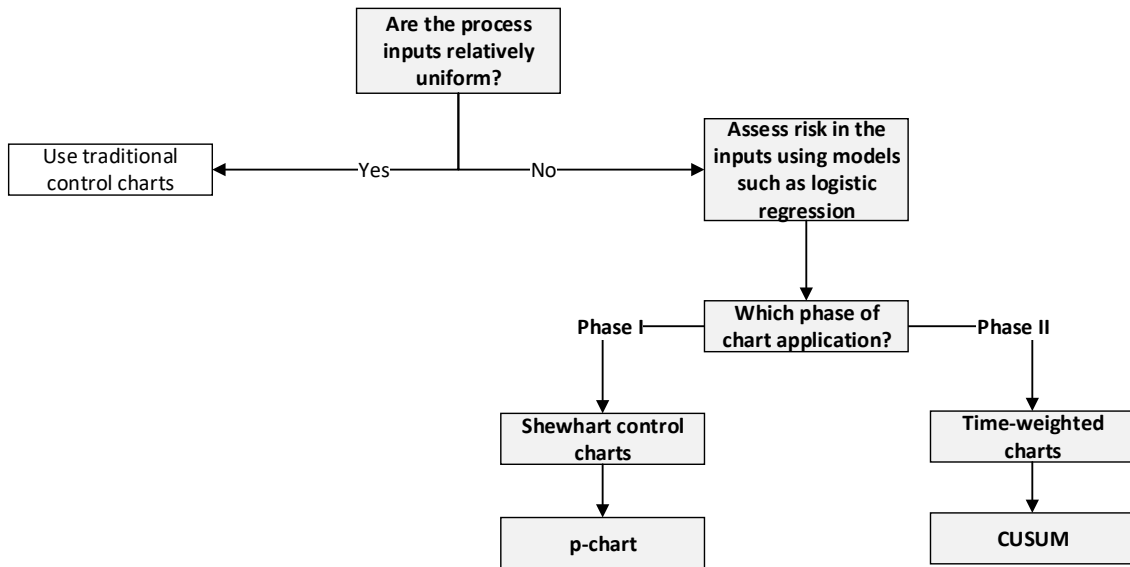 Are the process
inputs relatively
uniform?
Assess risk in the
inputs using models
such as logistic
regression
Use traditional
control charts
Yes
No
Which phase of
chart application?
Phase I
Phase II
Shewhart control
charts
Time-weighted
charts
p-chart
CUSUM